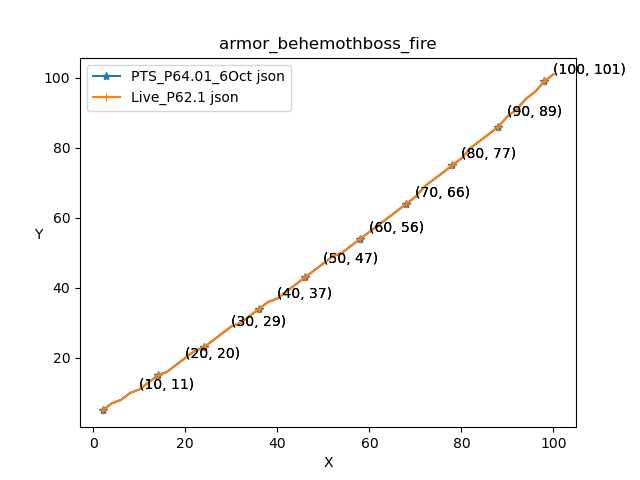 armor_behemothboss_fire
PTS_P64.01_6Oct json
Live_P62.1 json
Y
100
80
60
40
20
(100, 101)
(90, 89)
(80, 77)
(70, 66)
(60, 56)
(50, 47)
(40, 37)
(30, 29)
(20, 20)
(10, 11)
0 20 40 60 80 100
X